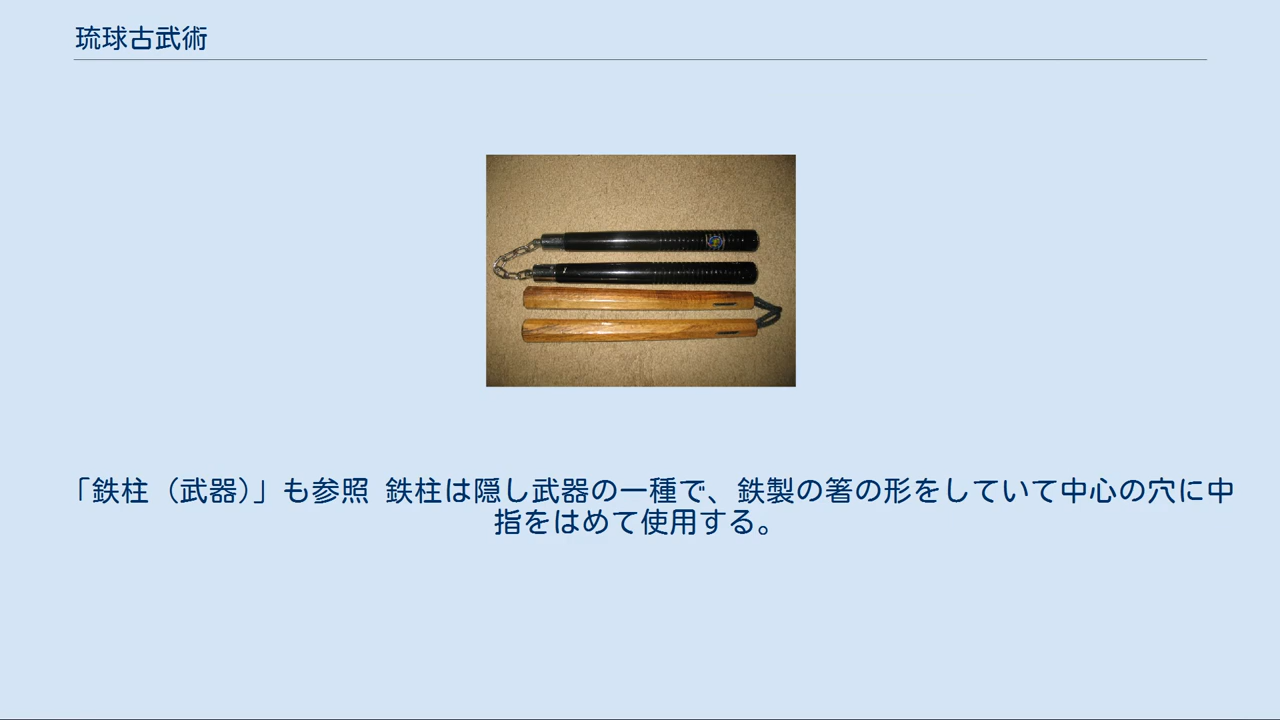 琉球古武術
「鉄柱（武器）」も参照 鉄柱は隠し武器の一種で、鉄製の箸の形をしていて中心の穴に中
指をはめて使用する。